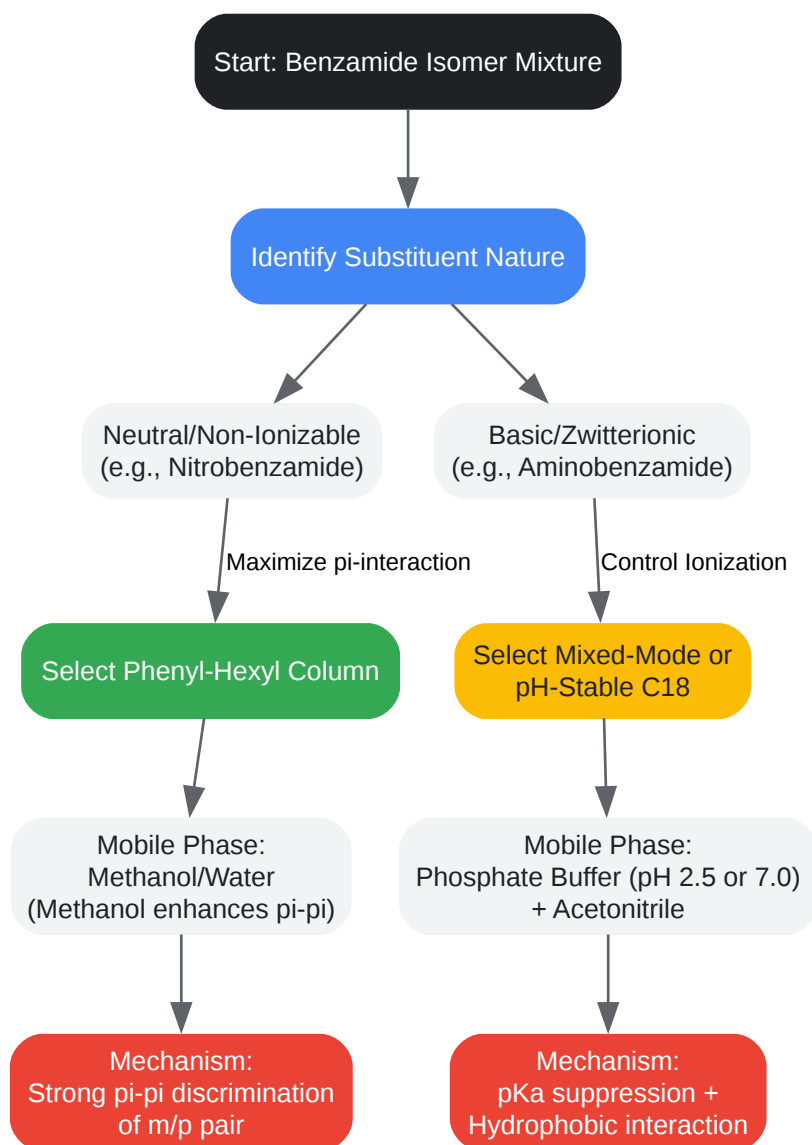 Start: Benzamide Isomer Mixture
Identify Substituent Nature
Neutral/Non-Ionizable
(e.g., Nitrobenzamide)
Basic/Zwitterionic
(e.g., Aminobenzamide)
Maximize pi-interaction
Control Ionization
Select Phenyl-Hexyl Column
Select Mixed-Mode or
pH-Stable C18
Mobile Phase:
Methanol/Water
(Methanol enhances pi-pi)
Mobile Phase:
Phosphate Buffer (pH 2.5 or 7.0)
+ Acetonitrile
Mechanism:
Strong pi-pi discrimination
of m/p pair
Mechanism:
pKa suppression +
Hydrophobic interaction